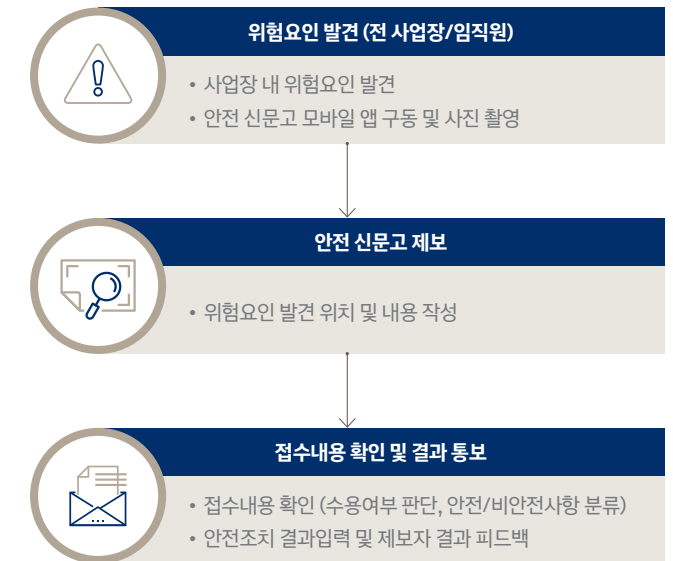 위험요인 발견 (전 사업장/임직원)
• 사업장 내 위험요인 발견
• 안전 신문고 모바일 앱 구동 및 사진 촬영
안전 신문고 제보
• 위험요인 발견 위치 및 내용 작성
접수내용 확인 및 결과 통보
• 접수내용 확인 (수용여부 판단, 안전/비안전사항 분류)
• 안전조치 결과입력 및 제보자 결과 피드백